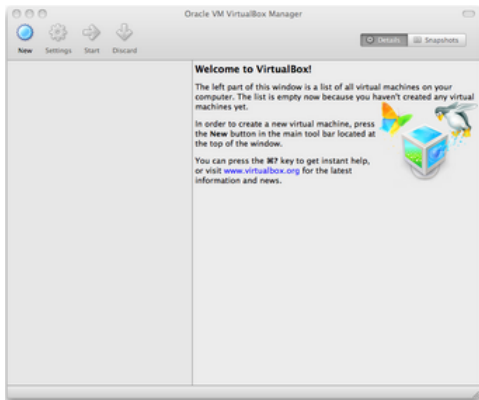 Oracle VM VirtualBox Manager
New Settings Start Discard
Details Snapshots
Welcome to VirtualBox!
The left part of this window is a list of all virtual machines on your
computer. The list is empty now because you haven't created any virtual
machines yet.
In order to create a new virtual machine, press
the New button in the main tool bar located at
the top of the window.
You can press the ⌘? key to get instant help,
or visit www.virtualbox.org for the latest
information and news.